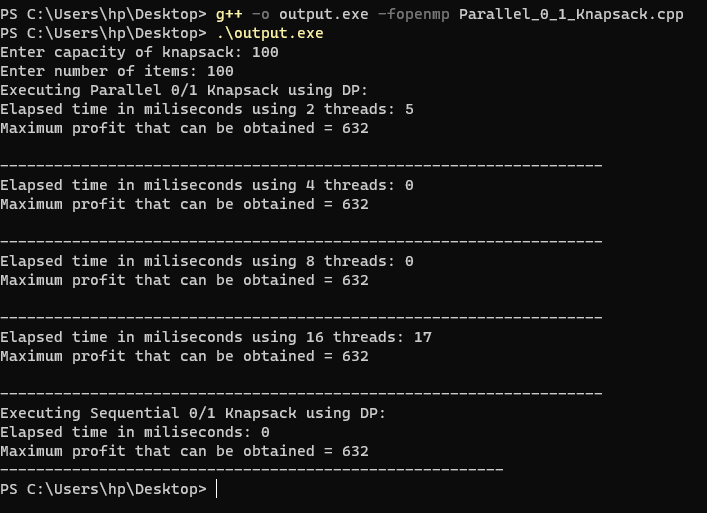 PS C:\Users\hp\Desktop> g++ -o output.exe -fopenmp Parallel_0_1_Knapsack.cpp
PS C:\Users\hp\Desktop> .\output.exe
Enter capacity of knapsack: 100
Enter number of items: 100
Executing Parallel 0/1 Knapsack using DP:
Elapsed time in miliseconds using 2 threads: 5
Maximum profit that can be obtained = 632
-------------------------------------------------------------------
Elapsed time in miliseconds using 4 threads: 0
Maximum profit that can be obtained = 632
-------------------------------------------------------------------
Elapsed time in miliseconds using 8 threads: 0
Maximum profit that can be obtained = 632
-------------------------------------------------------------------
Elapsed time in miliseconds using 16 threads: 17
Maximum profit that can be obtained = 632
-------------------------------------------------------------------
Executing Sequential 0/1 Knapsack using DP:
Elapsed time in miliseconds: 0
Maximum profit that can be obtained = 632
--------------------------------------------------------
PS C:\Users\hp\Desktop>